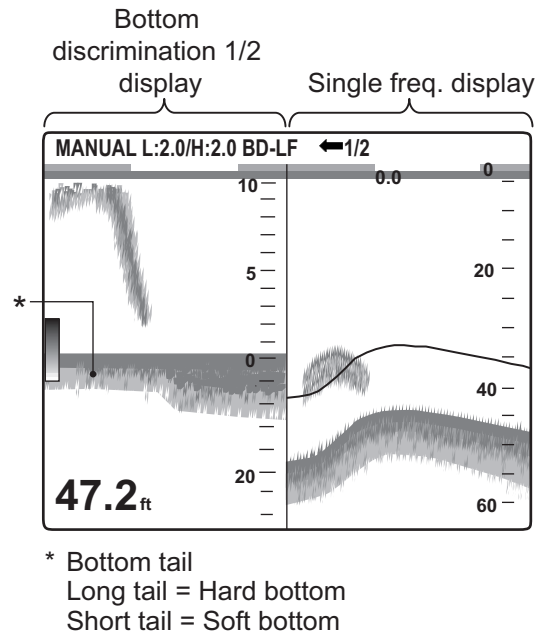 Bottom
discrimination 1/2
display
Single freq. display
MANUAL L:2.0/H:2.0 BD-LF ⬅1/2
0.0
10
5
0
20
0
20
40
60
*
47.2ft
* Bottom tail
Long tail = Hard bottom
Short tail = Soft bottom